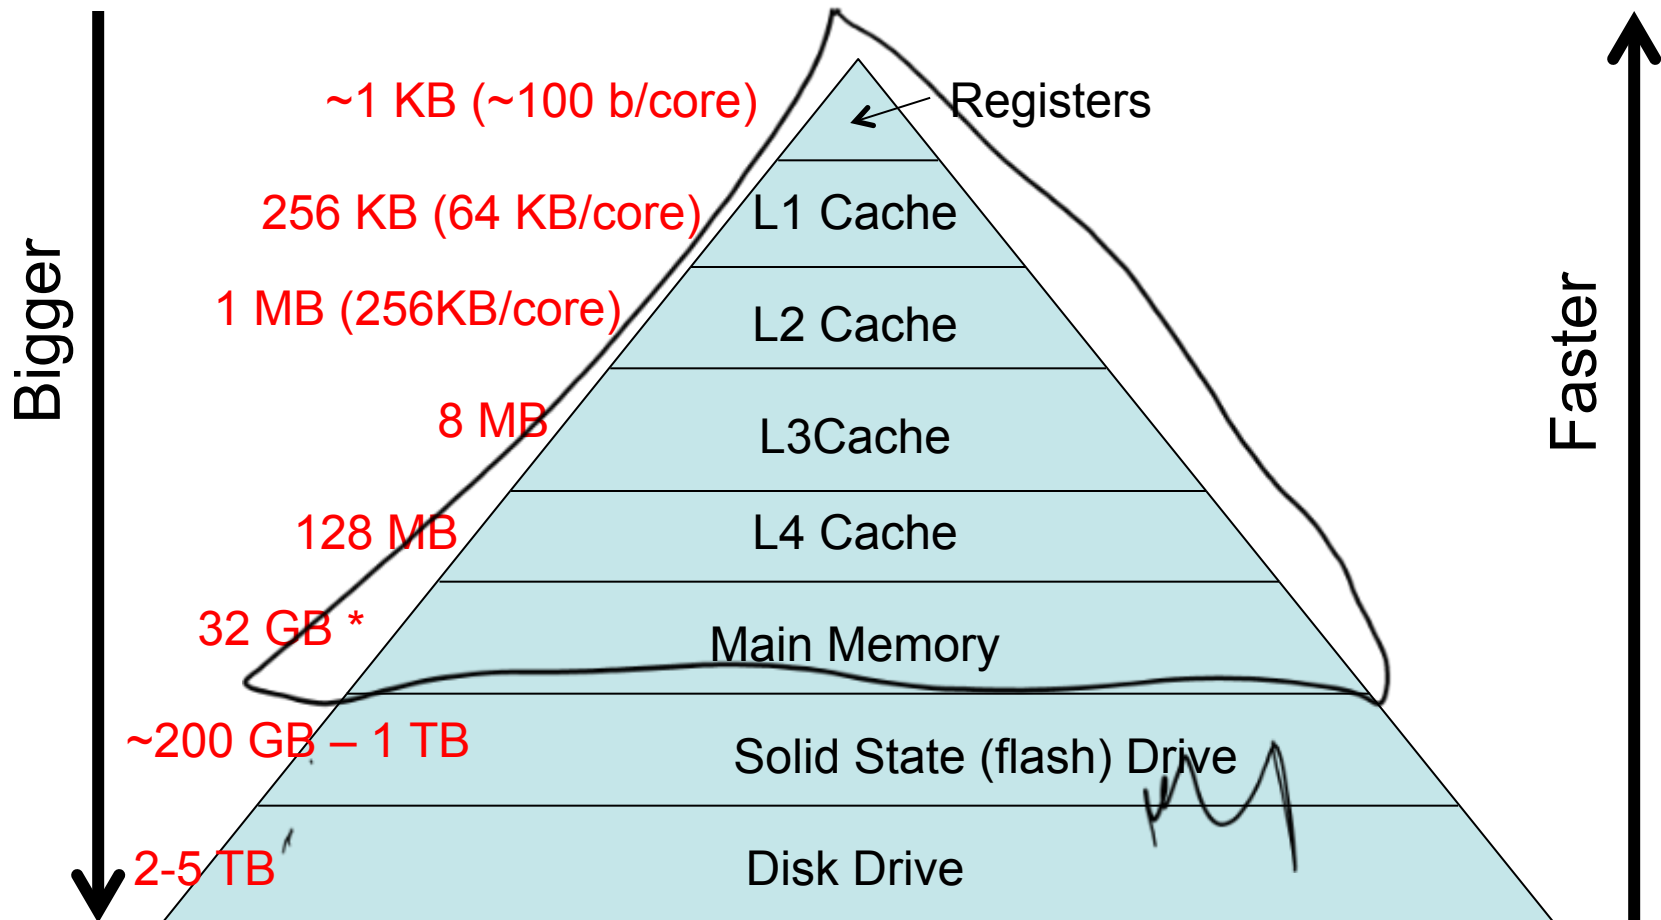 ~1 KB (~100 b/core)
Registers
256 KB (64 KB/core)
L1 Cache
1 MB (256KB/core)
L2 Cache
8 MB
L3Cache
128 MB
L4 Cache
32 GB *
Main Memory
~200 GB – 1 TB
Solid State (flash) Drive
2-5 TB
Disk Drive
Bigger
Faster